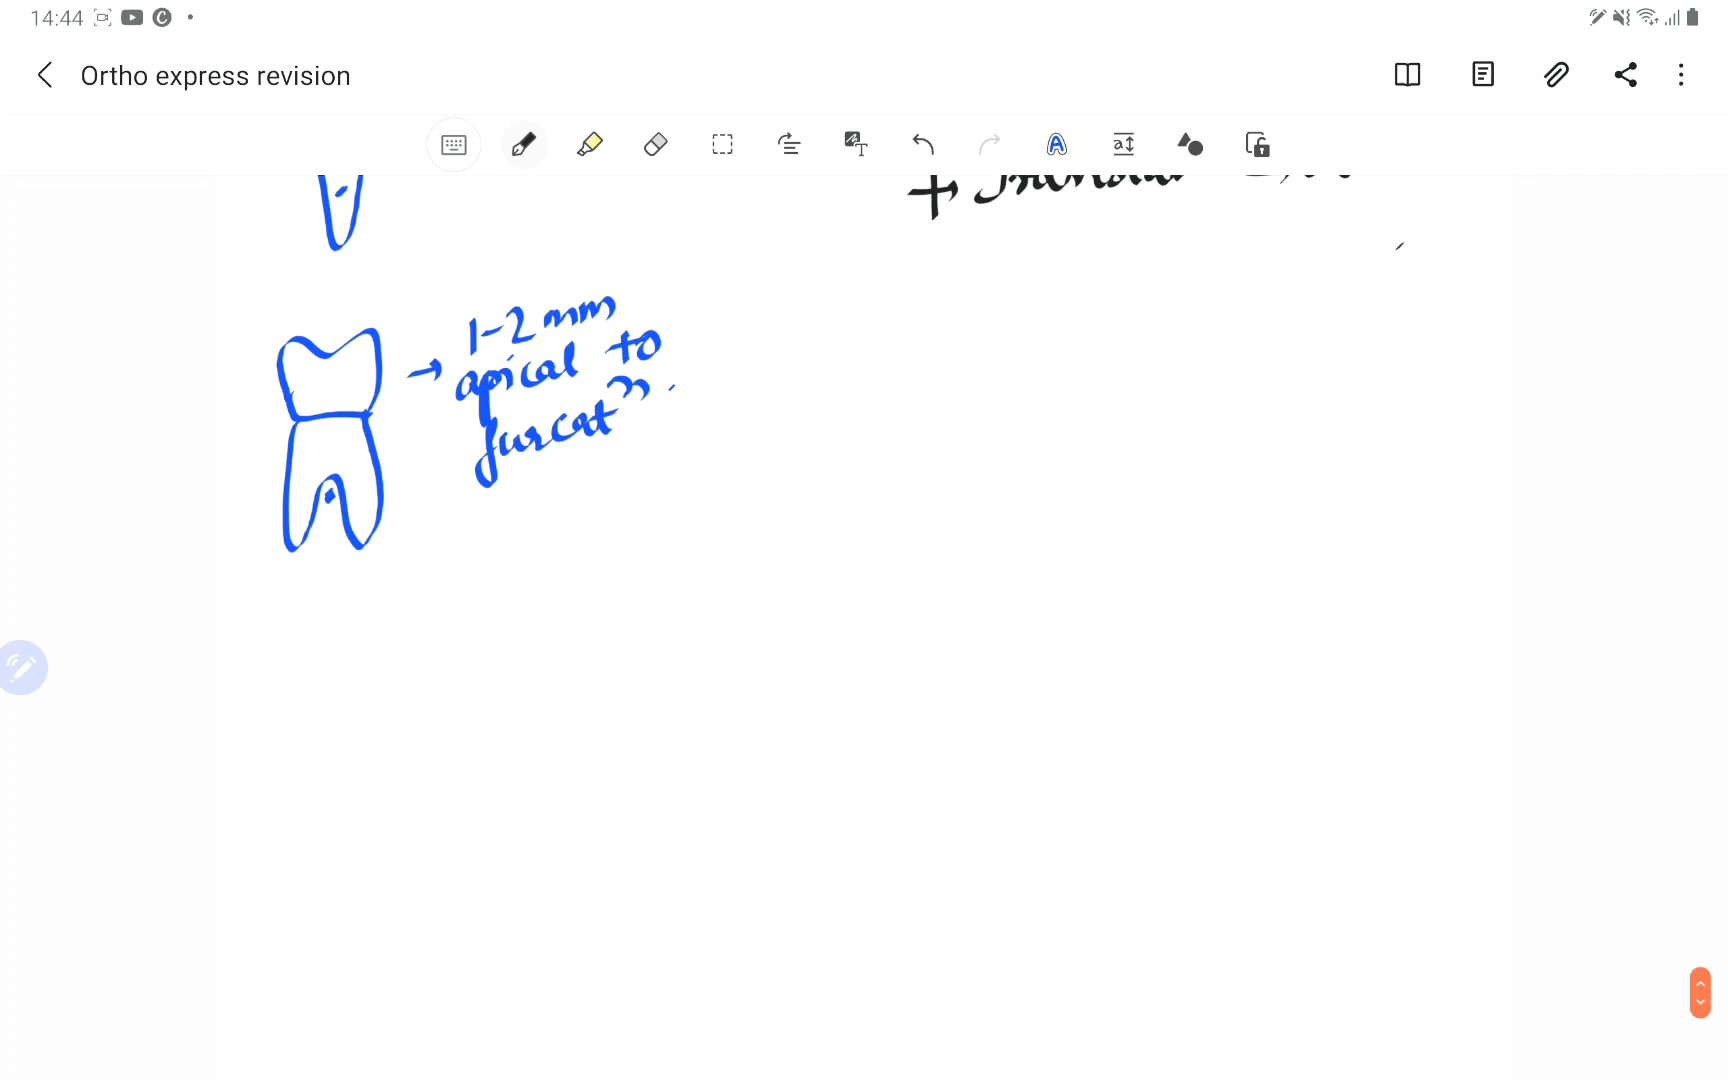 14:44
Ortho express revision
+
→ 1-2 mm
apical to
furcatⁿ.